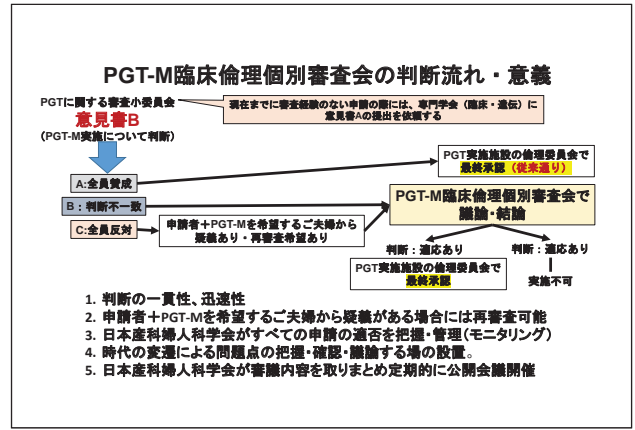 PGT-M臨床倫理個別審査会の判断流れ・意義
PGTに関する審査小委員会
意見書B
(PGT-M実施について判断)
現在までに審査経験のない申請の際には、専門学会（臨床・遺伝）に
意見書Aの提出を依頼する
A:全員賛成
B：判断不一致
C:全員反対
申請者＋PGT-Mを希望するご夫婦から
疑義あり・再審査希望あり
PGT実施施設の倫理委員会で
最終承認（従来通り）
PGT-M臨床倫理個別審査会で
議論・結論
判断：適応あり
判断：適応あり
PGT実施施設の倫理委員会で
最終承認
実施不可
1. 判断の一貫性、迅速性
2. 申請者＋PGT-Mを希望するご夫婦から疑義がある場合には再審査可能
3. 日本産科婦人科学会がすべての申請の適否を把握・管理（モニタリング）
4. 時代の変遷による問題点の把握・確認・議論する場の設置。
5. 日本産科婦人科学会が審議内容を取りまとめ定期的に公開会議開催